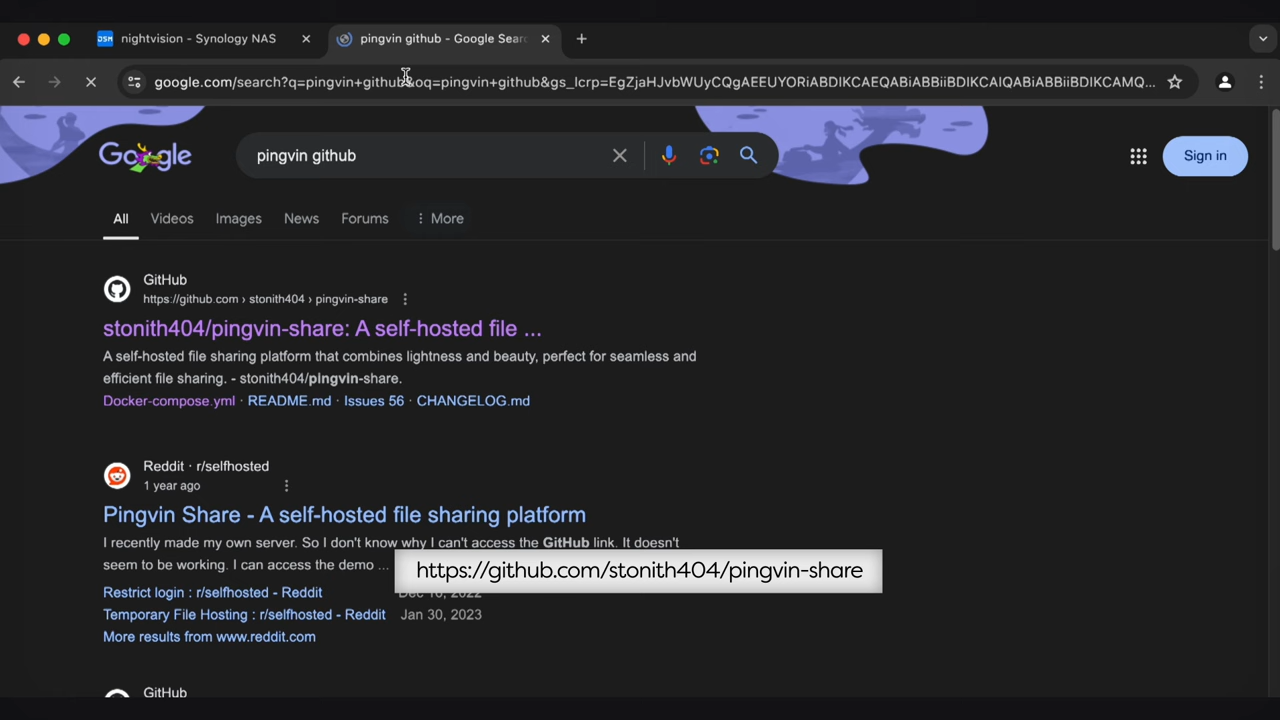 DSM nightvision - Synology NAS
pingvin github - Google Sear
google.com/search?q=pingvin+github&oq=pingvin+github&gs_lcrp=EgZjaHJvbWUyCQgAEEUYORiABDIKCAEQABiABBiiBDIKCAIQABiABBiiBDIKCAMQ...
Google
pingvin github
Sign in
All Videos Images News Forums More
GitHub
https://github.com › stonith404 › pingvin-share
stonith404/pingvin-share: A self-hosted file ...
A self-hosted file sharing platform that combines lightness and beauty, perfect for seamless and
efficient file sharing. - stonith404/pingvin-share.
Docker-compose.yml · README.md · Issues 56 · CHANGELOG.md
Reddit · r/selfhosted
1 year ago
Pingvin Share - A self-hosted file sharing platform
I recently made my own server. So I don't know why I can't access the GitHub link. It doesn't
seem to be working. I can access the demo ...
https://github.com/stonith404/pingvin-share
Restrict login : r/selfhosted - Reddit
Temporary File Hosting : r/selfhosted - Reddit Jan 30, 2023
More results from www.reddit.com
GitHub